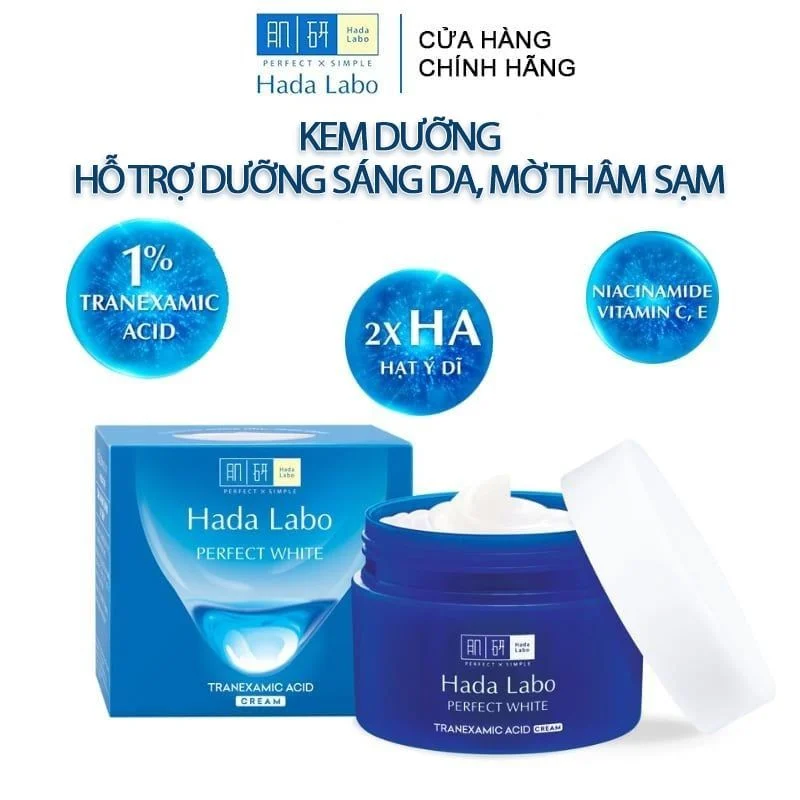 肌研
Hada
Labo
PERFECT X SIMPLE
Hada Labo
CỬA HÀNG
CHÍNH HÃNG
KEM DƯỠNG
HỖ TRỢ DƯỠNG SÁNG DA, MỜ THÂM SẠM
1%
TRANEXAMIC
ACID
2X HA
HẠT Ý DĨ
NIACINAMIDE
VITAMIN C, E
肌研
Hada
Labo
PERFECT X SIMPLE
Hada Labo
PERFECT WHITE
TRANEXAMIC ACID
CREAM
肌研
Hada
Labo
PERFECT X SIMPLE
Hada Labo
PERFECT WHITE
TRANEXAMIC ACID CREAM